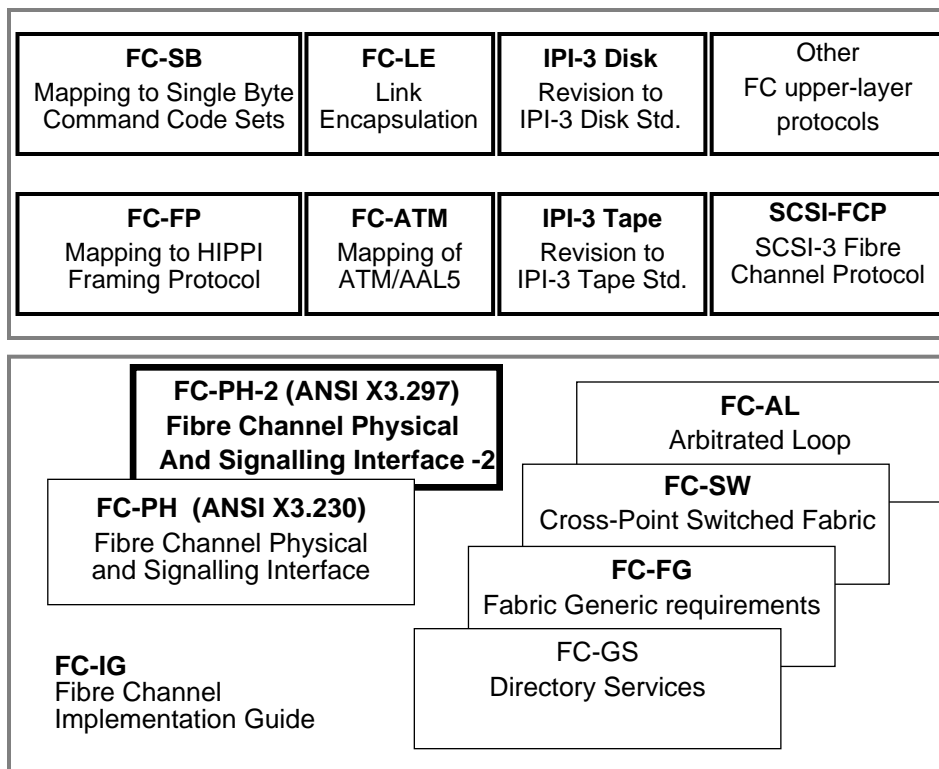 FC-SB
Mapping to Single Byte
Command Code Sets
FC-LE
Link
Encapsulation
IPI-3 Disk
Revision to
IPI-3 Disk Std.
Other
FC upper-layer
protocols
FC-FP
Mapping to HIPPI
Framing Protocol
FC-ATM
Mapping of
ATM/AAL5
IPI-3 Tape
Revision to
IPI-3 Tape Std.
SCSI-FCP
SCSI-3 Fibre
Channel Protocol
FC-PH-2 (ANSI X3.297)
Fibre Channel Physical
And Signalling Interface -2
FC-PH (ANSI X3.230)
Fibre Channel Physical
and Signalling Interface
FC-AL
Arbitrated Loop
FC-SW
Cross-Point Switched Fabric
FC-FG
Fabric Generic requirements
FC-GS
Directory Services
FC-IG
Fibre Channel
Implementation Guide